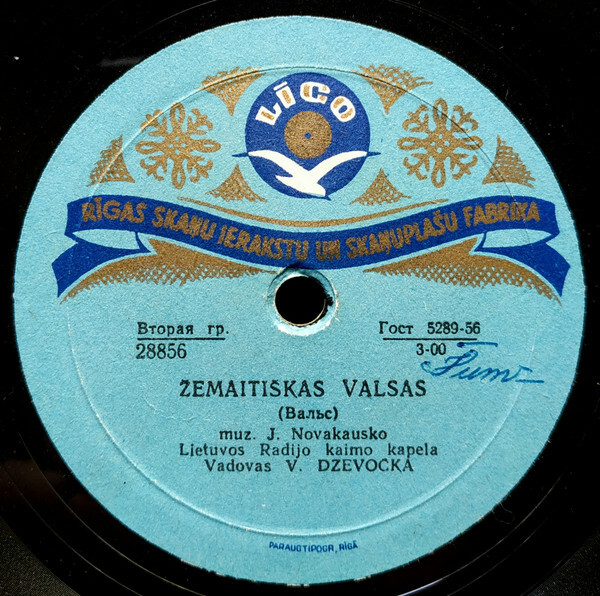 LĪGO
RĪGAS SKAŅU IERAKSTU UN SKAŅUPLAŠU FABRIKA
Вторая гр.
Гост 5289-56
28856
3-00
ŽEMAITIŠKAS VALSAS
(Вальс)
muz. J. Novakausko
Lietuvos Radijo kaimo kapela
Vadovas V. DZEVOČKA
PARAUGTIPOGR., RĪGĀ